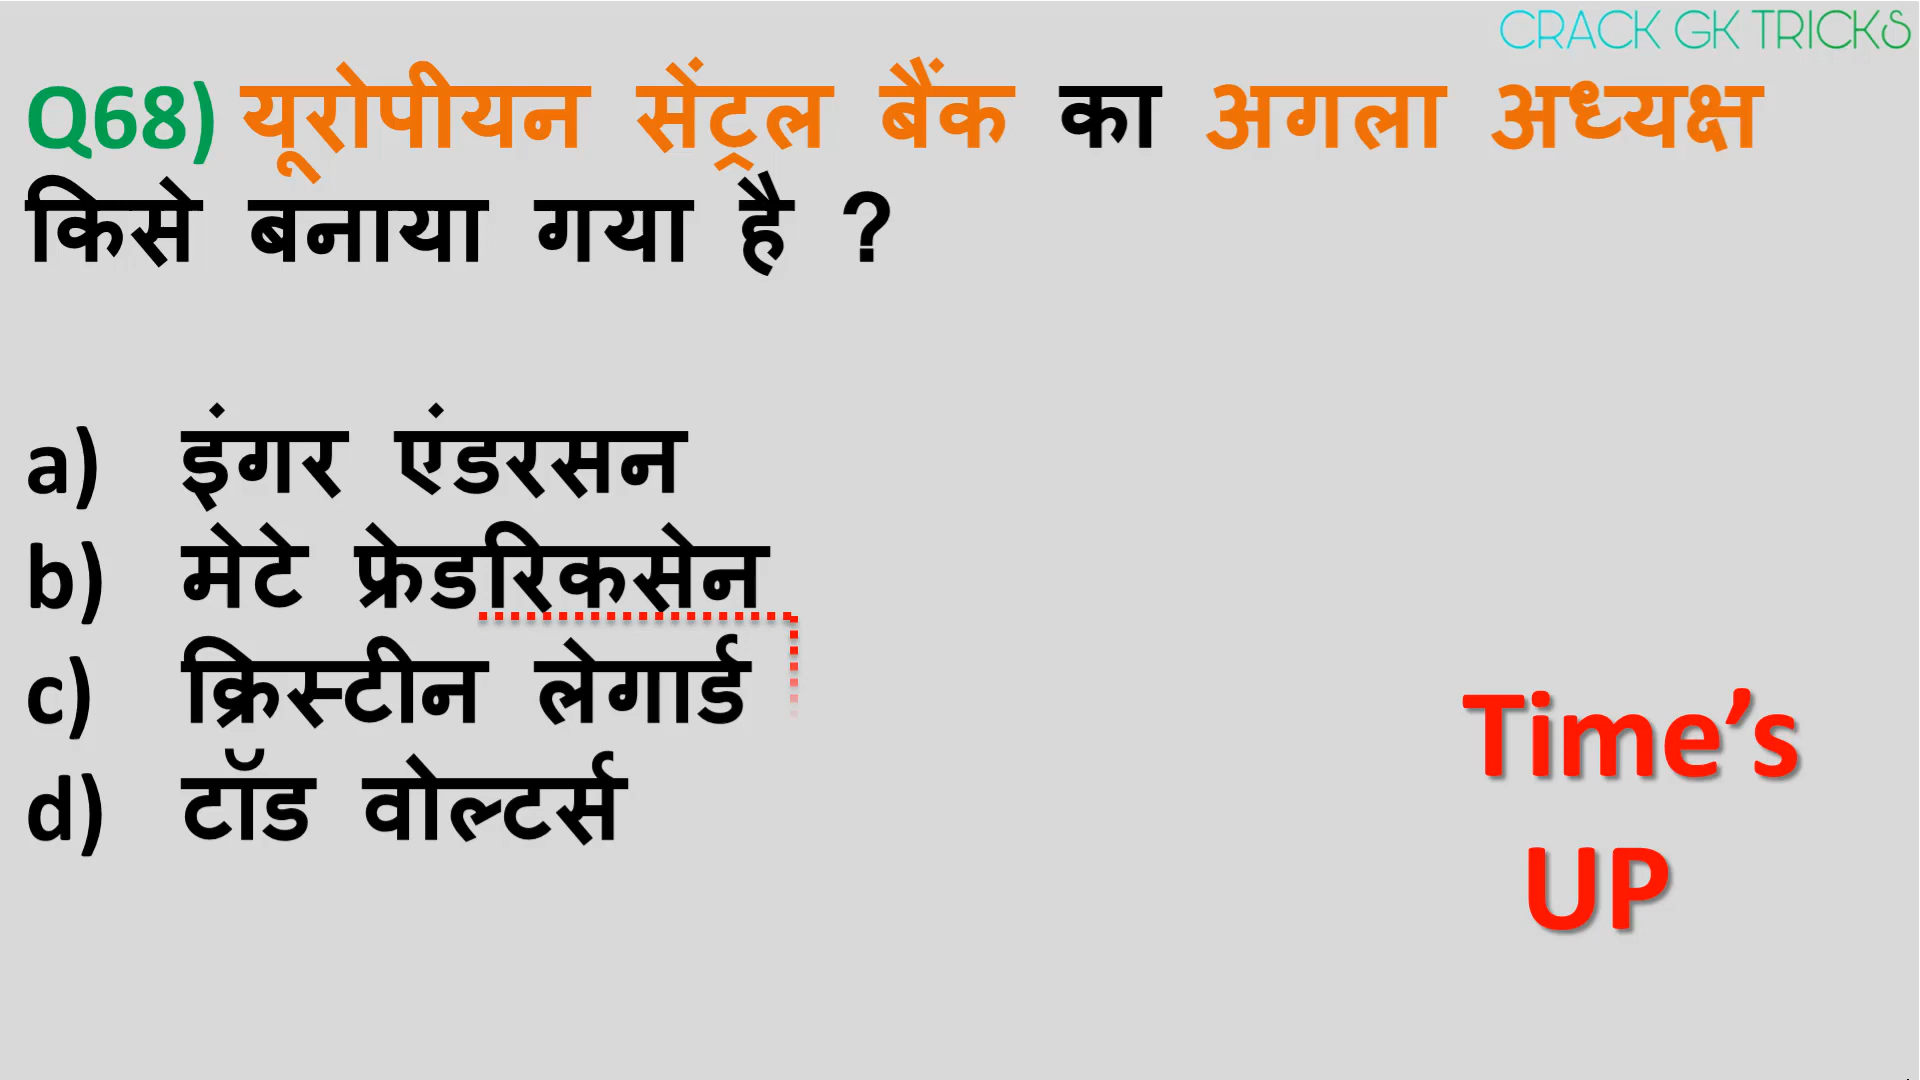 CRACK GK TRICKS
Q68) यूरोपीयन सेंट्रल बैंक का अगला अध्यक्ष
किसे बनाया गया है ?
a) इंगर एंडरसन
b) मेटे फ्रेडरिकसेन
c) क्रिस्टीन लेगार्ड
d) टॉड वोल्टर्स
Time’s
UP